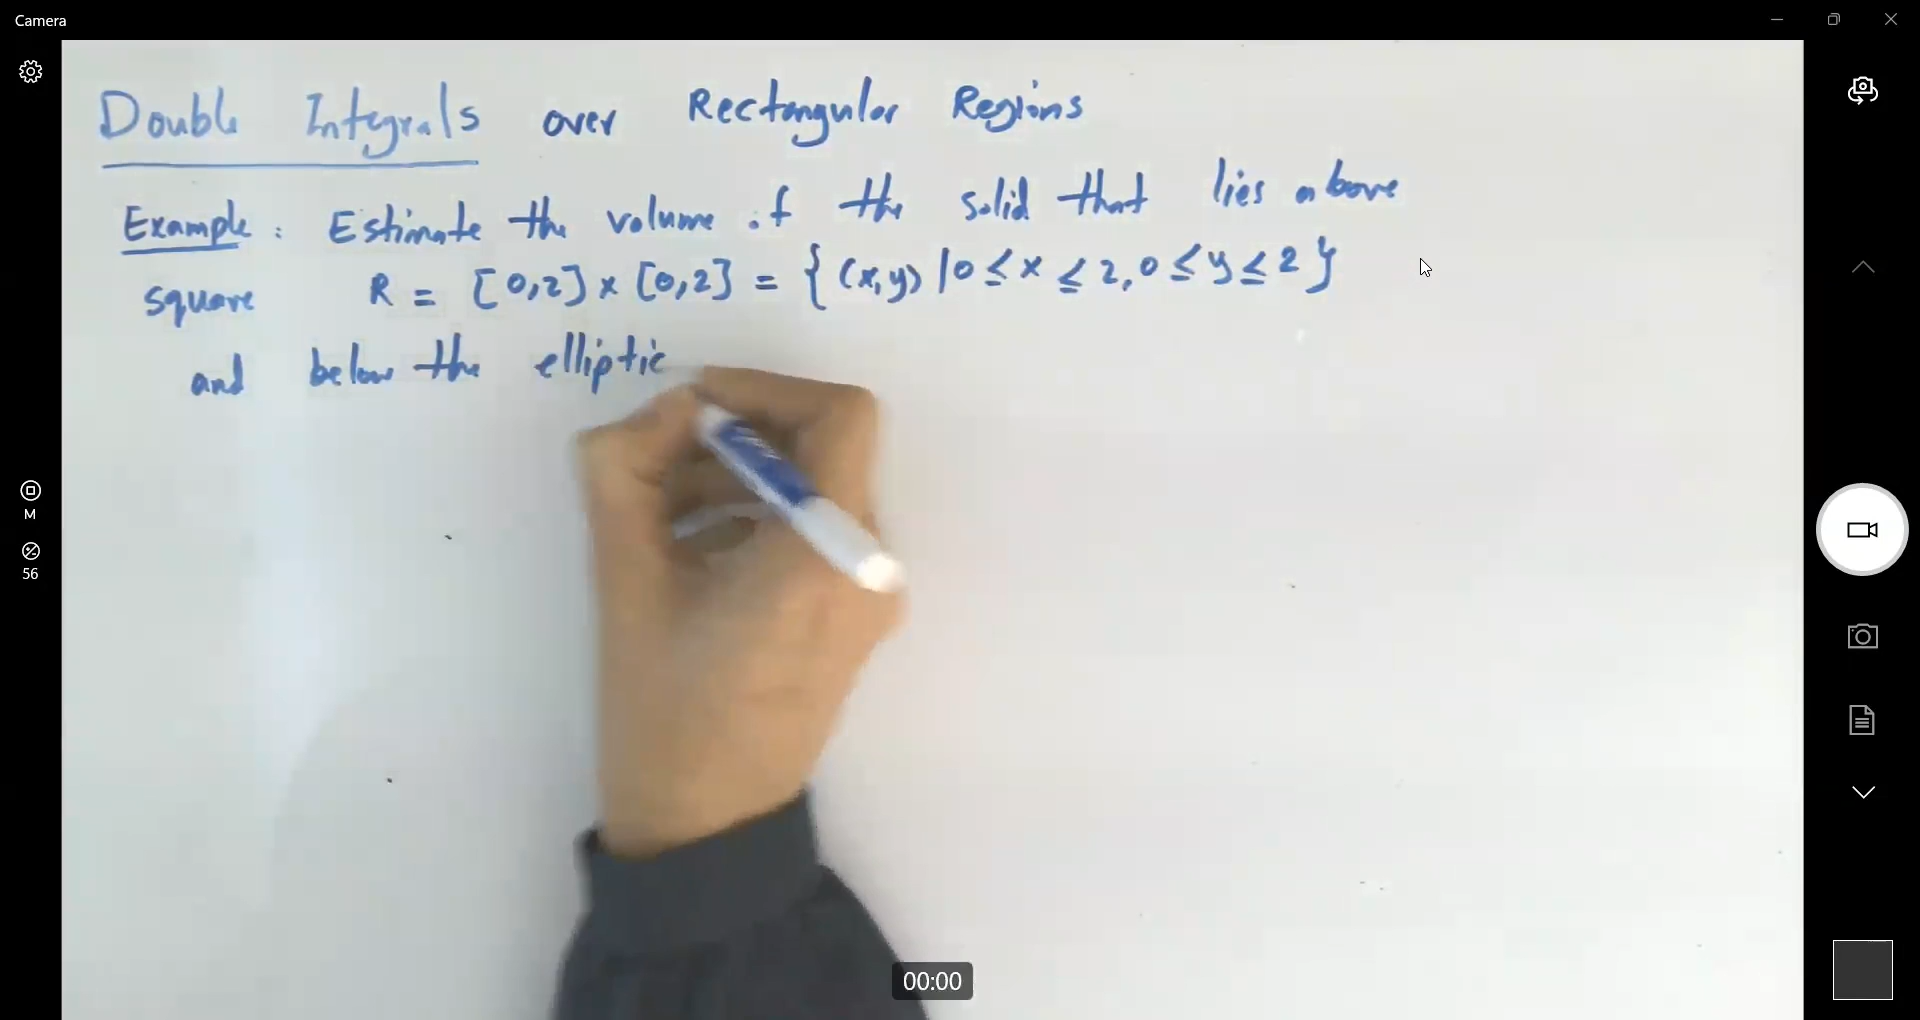 Camera
Double Integrals over Rectangular Regions
Example: Estimate the volume of the solid that lies above
square R = [0,2] x [0,2] = {(x,y) | 0 ≤ x ≤ 2, 0 ≤ y ≤ 2}
and below the elliptic
M
56
00:00